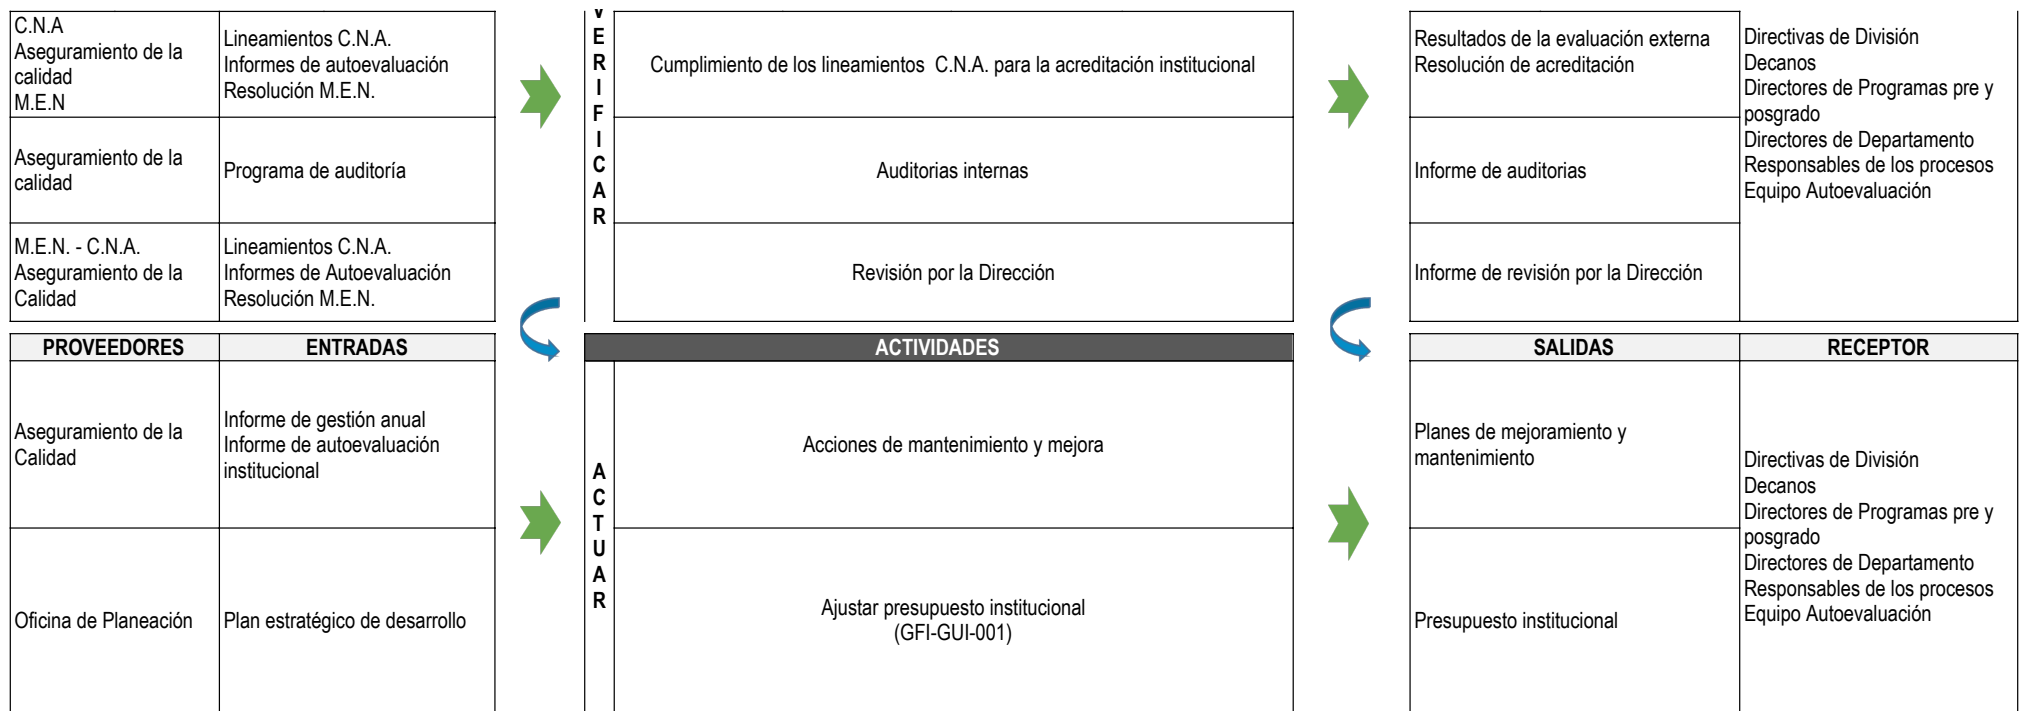 C.N.A
Aseguramiento de la
calidad
M.E.N
Lineamientos C.N.A.
Informes de autoevaluación
Resolución M.E.N.
V
E
R
I
F
I
C
A
R
Cumplimiento de los lineamientos C.N.A. para la acreditación institucional
Resultados de la evaluación externa
Resolución de acreditación
Directivas de División
Decanos
Directores de Programas pre y
posgrado
Directores de Departamento
Responsables de los procesos
Equipo Autoevaluación
Aseguramiento de la
calidad
Programa de auditoría
Auditorias internas
Informe de auditorias
M.E.N. - C.N.A.
Aseguramiento de la
Calidad
Lineamientos C.N.A.
Informes de Autoevaluación
Resolución M.E.N.
Revisión por la Dirección
Informe de revisión por la Dirección
PROVEEDORES
ENTRADAS
ACTIVIDADES
SALIDAS
RECEPTOR
Aseguramiento de la
Calidad
Informe de gestión anual
Informe de autoevaluación
institucional
A
C
T
U
A
R
Acciones de mantenimiento y mejora
Planes de mejoramiento y
mantenimiento
Directivas de División
Decanos
Directores de Programas pre y
posgrado
Directores de Departamento
Responsables de los procesos
Equipo Autoevaluación
Oficina de Planeación
Plan estratégico de desarrollo
Ajustar presupuesto institucional
(GFI-GUI-001)
Presupuesto institucional